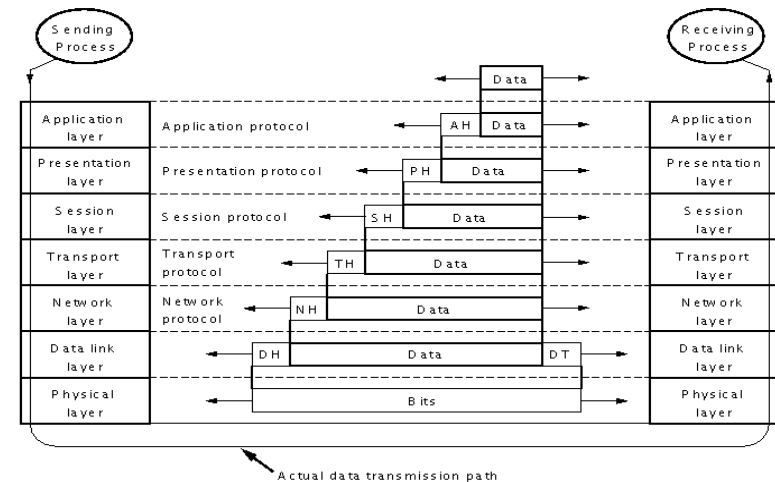 Sending
Process
Receiving
Process
Data
Application
layer
Application protocol
AH
Data
Application
layer
Presentation
layer
Presentation protocol
PH
Data
Presentation
layer
Session
layer
Session protocol
SH
Data
Session
layer
Transport
layer
Transport
protocol
TH
Data
Transport
layer
Network
layer
Network
protocol
NH
Data
Network
layer
Data link
layer
DH
Data
DT
Data link
layer
Physical
layer
Bits
Physical
layer
Actual data transmission path